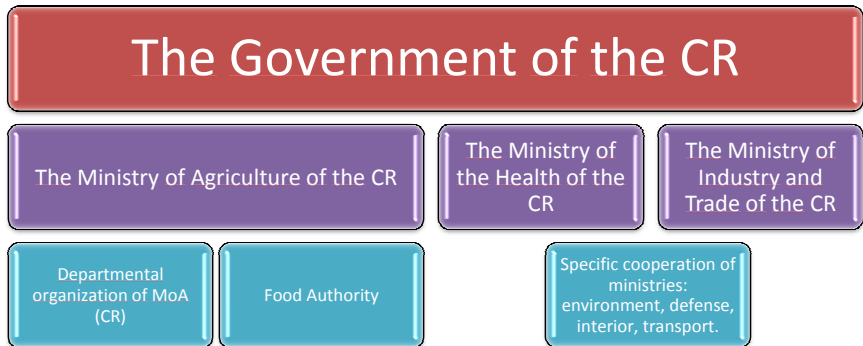 The Government of the CR
The Ministry of Agriculture of the CR
The Ministry of
the Health of the
CR
The Ministry of
Industry and
Trade of the CR
Departmental
organization of MoA
(CR)
Food Authority
Specific cooperation of
ministries:
environment, defense,
interior, transport.